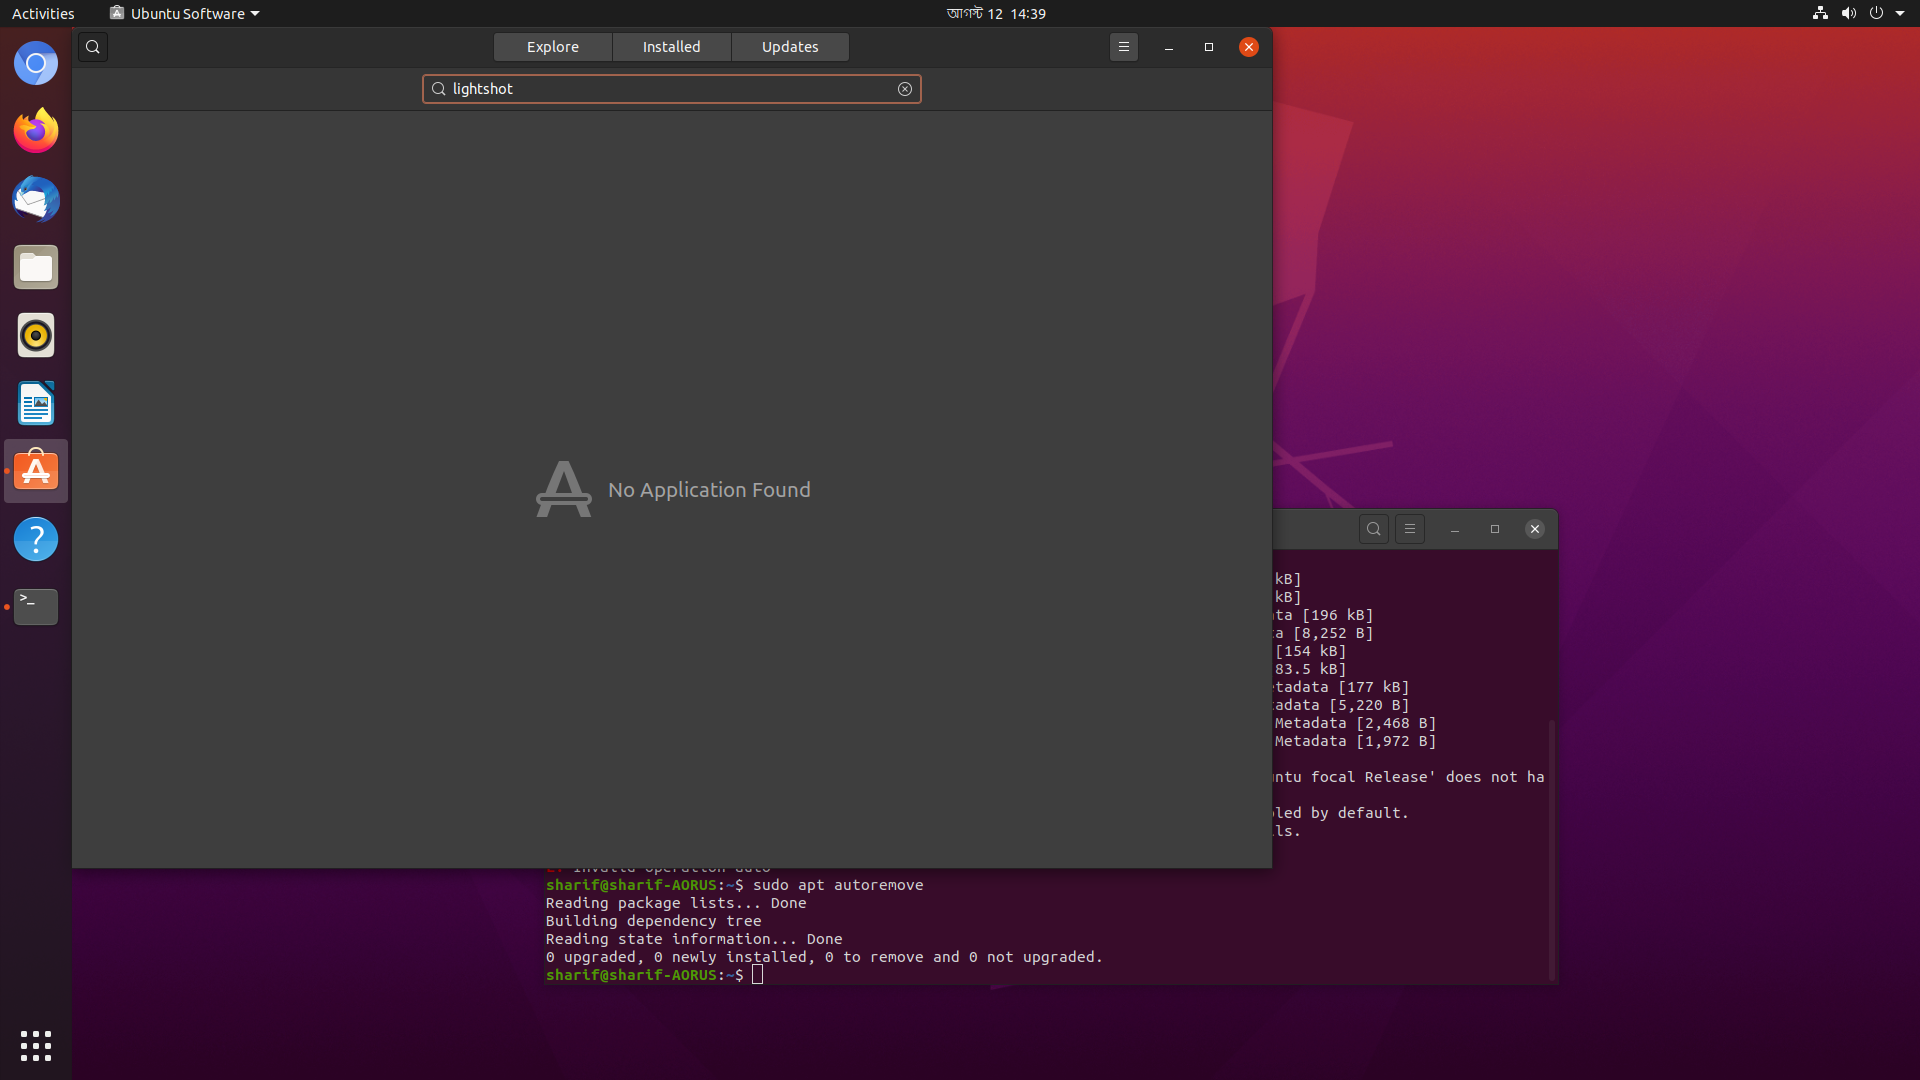 Activities
Ubuntu Software
আগস্ট 12 14:39
Explore
Installed
Updates
lightshot
No Application Found
kB]
kB]
ta [196 kB]
a [8,252 B]
[154 kB]
83.5 kB]
tadata [177 kB]
adata [5,220 B]
Metadata [2,468 B]
Metadata [1,972 B]
ntu focal Release' does not ha
led by default.
ls.
sharif@sharif-AORUS:~$ sudo apt autoremove
Reading package lists... Done
Building dependency tree
Reading state information... Done
0 upgraded, 0 newly installed, 0 to remove and 0 not upgraded.
sharif@sharif-AORUS:~$